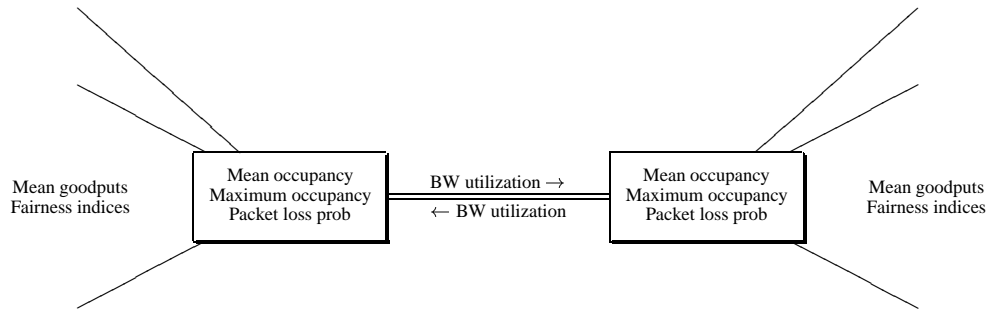 Mean goodputs
Fairness indices
Mean occupancy
Maximum occupancy
Packet loss prob
BW utilization →
← BW utilization
Mean occupancy
Maximum occupancy
Packet loss prob
Mean goodputs
Fairness indices